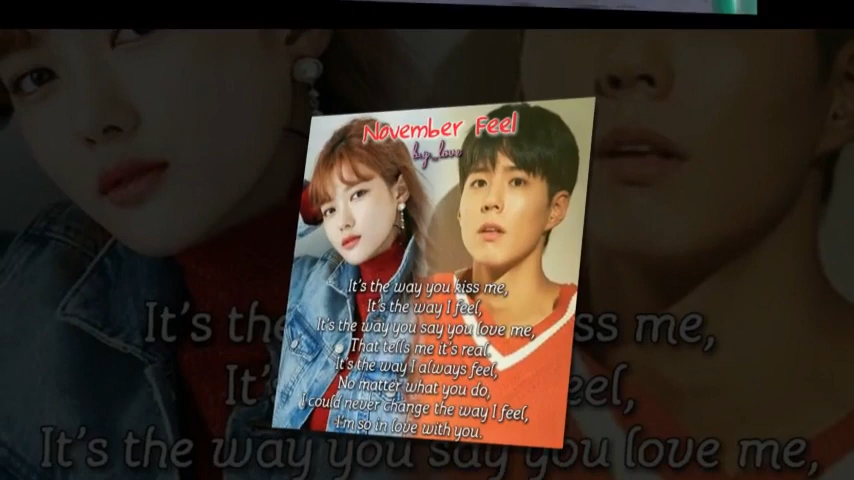 November Feel
by_love
It's the way you kiss me,
It's the way I feel,
It's the way you say you love me,
That tells me it's real
It's the way I always feel,
No matter what you do,
I could never change the way I feel,
I'm so in love with you.
It's the
iss me,
It's
eel,
It's the way you say you love me,